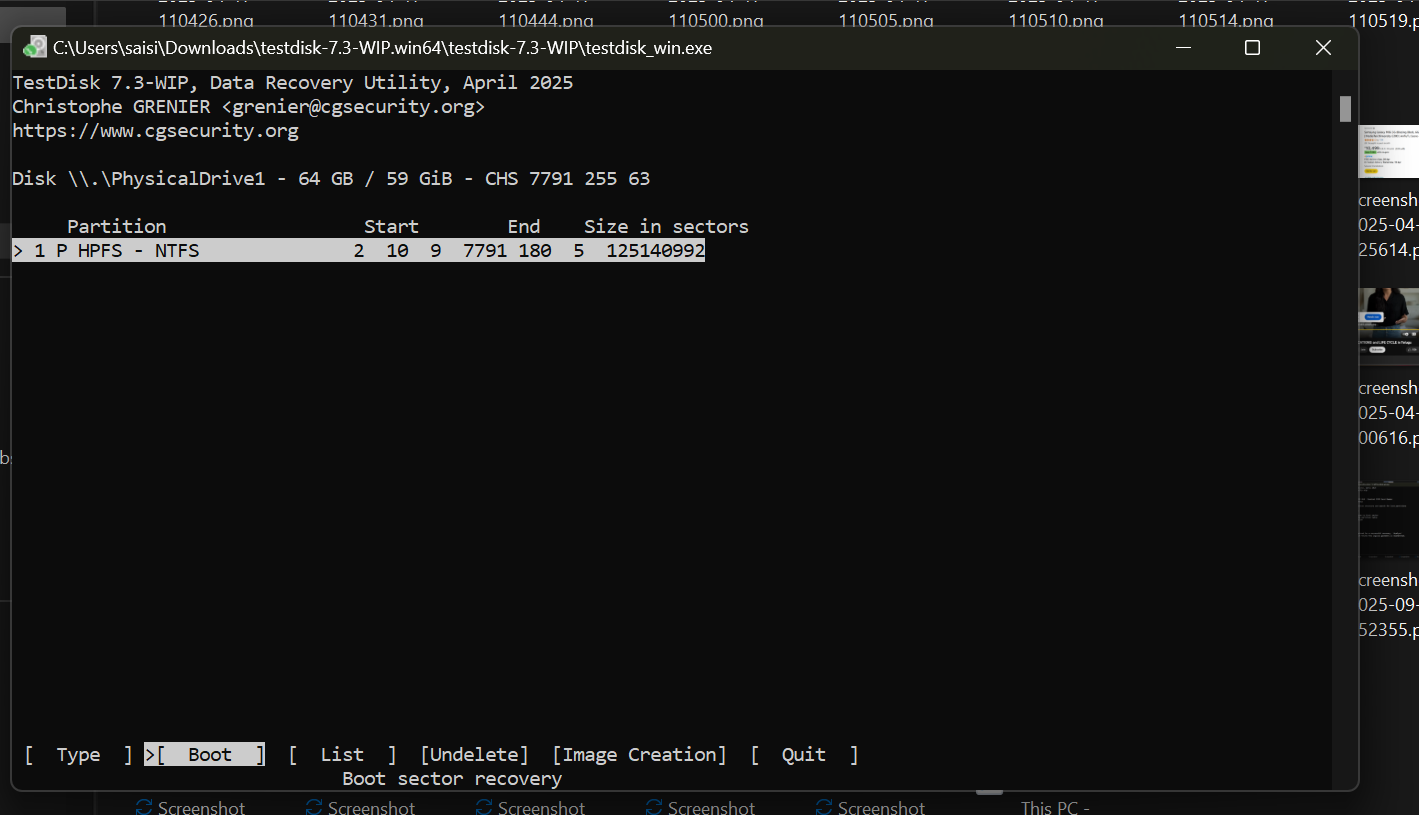 110426.png 110431.png 110444.png 110500.png 110505.png 110510.png 110514.png 110519.p
C:\Users\saisi\Downloads\testdisk-7.3-WIP.win64\testdisk-7.3-WIP\testdisk_win.exe
TestDisk 7.3-WIP, Data Recovery Utility, April 2025
Christophe GRENIER <grenier@cgsecurity.org>
https://www.cgsecurity.org
Disk \\.\PhysicalDrive1 - 64 GB / 59 GiB - CHS 7791 255 63
Partition Start End Size in sectors
> 1 P HPFS - NTFS 2 10 9 7791 180 5 125140992
creensh
025-04-
25614.p
creensh
025-04-
00616.p
creensh
025-09-
52355.p
[ Type ] >[ Boot ] [ List ] [Undelete] [Image Creation] [ Quit ]
Boot sector recovery
Screenshot Screenshot Screenshot Screenshot Screenshot This PC -